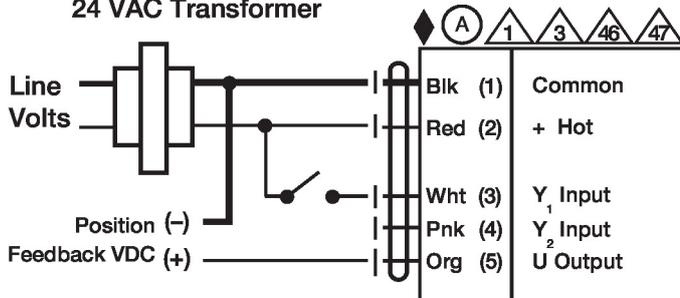 24 VAC Transformer
A 1 3 46 47
Line
Volts
Blk (1) Common
Red (2) + Hot
Wht (3) Y1 Input
Position (–)
Pnk (4) Y2 Input
Feedback VDC (+)
Org (5) U Output